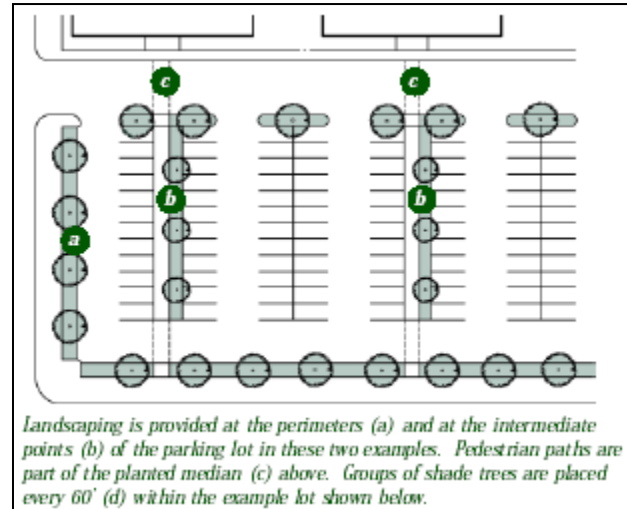 c c
b b
a
Landscaping is provided at the perimeters (a) and at the intermediate
points (b) of the parking lot in these two examples. Pedestrian paths are
part of the planted median (c) above. Groups of shade trees are placed
every 60' (d) within the example lot shown below.